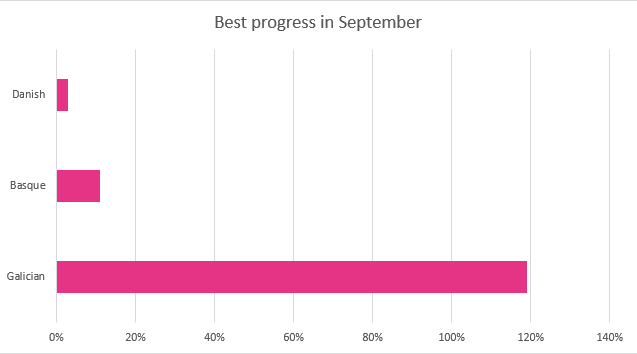 Best progress in September
Danish
Basque
Galician
0% 20% 40% 60% 80% 100% 120% 140%